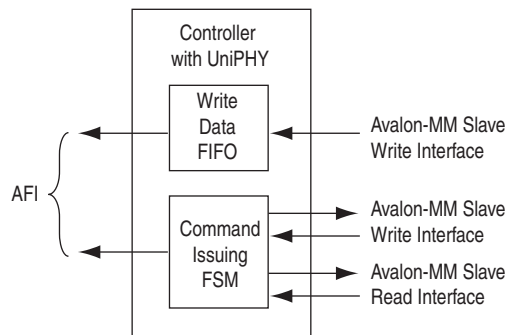 Controller
with UniPHY
Write
Data
FIFO
Avalon-MM Slave
Write Interface
AFI
Command
Issuing
FSM
Avalon-MM Slave
Write Interface
Avalon-MM Slave
Read Interface